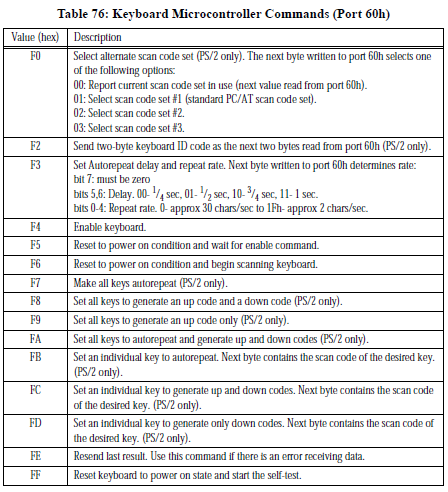 Table 76: Keyboard Microcontroller Commands (Port 60h)
Value (hex) Description
F0 Select alternate scan code set (PS/2 only). The next byte written to port 60h selects one
of the following options:
00: Report current scan code set in use (next value read from port 60h).
01: Select scan code set #1 (standard PC/AT scan code set).
02: Select scan code set #2.
03: Select scan code set #3.
F2 Send two-byte keyboard ID code as the next two bytes read from port 60h (PS/2 only).
F3 Set Autorepeat delay and repeat rate. Next byte written to port 60h determines rate:
bit 7: must be zero
bits 5,6: Delay. 00- 1/4 sec, 01- 1/2 sec, 10- 3/4 sec, 11- 1 sec.
bits 0-4: Repeat rate. 0- approx 30 chars/sec to 1Fh- approx 2 chars/sec.
F4 Enable keyboard.
F5 Reset to power on condition and wait for enable command.
F6 Reset to power on condition and begin scanning keyboard.
F7 Make all keys autorepeat (PS/2 only).
F8 Set all keys to generate an up code and a down code (PS/2 only).
F9 Set all keys to generate an up code only (PS/2 only).
FA Set all keys to autorepeat and generate up and down codes (PS/2 only).
FB Set an individual key to autorepeat. Next byte contains the scan code of the desired key.
(PS/2 only).
FC Set an individual key to generate up and down codes. Next byte contains the scan code
of the desired key. (PS/2 only).
FD Set an individual key to generate only down codes. Next byte contains the scan code of
the desired key. (PS/2 only).
FE Resend last result. Use this command if there is an error receiving data.
FF Reset keyboard to power on state and start the self-test.